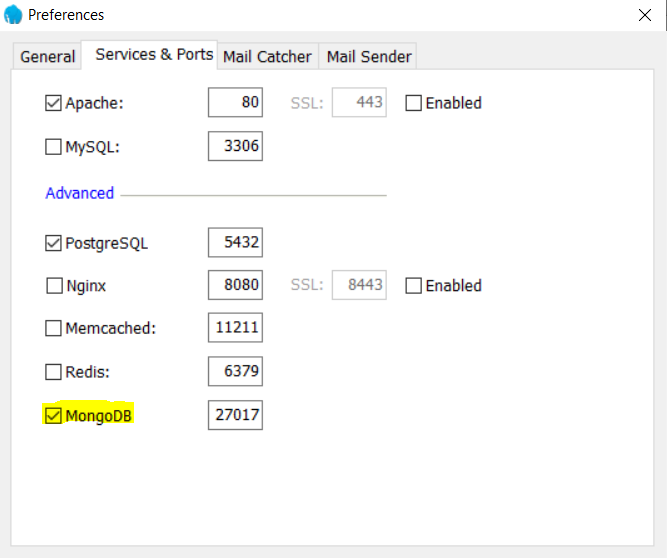 Preferences
General Services & Ports Mail Catcher Mail Sender
Apache: 80 SSL: 443 Enabled
MySQL: 3306
Advanced
PostgreSQL 5432
Nginx 8080 SSL: 8443 Enabled
Memcached: 11211
Redis: 6379
MongoDB 27017